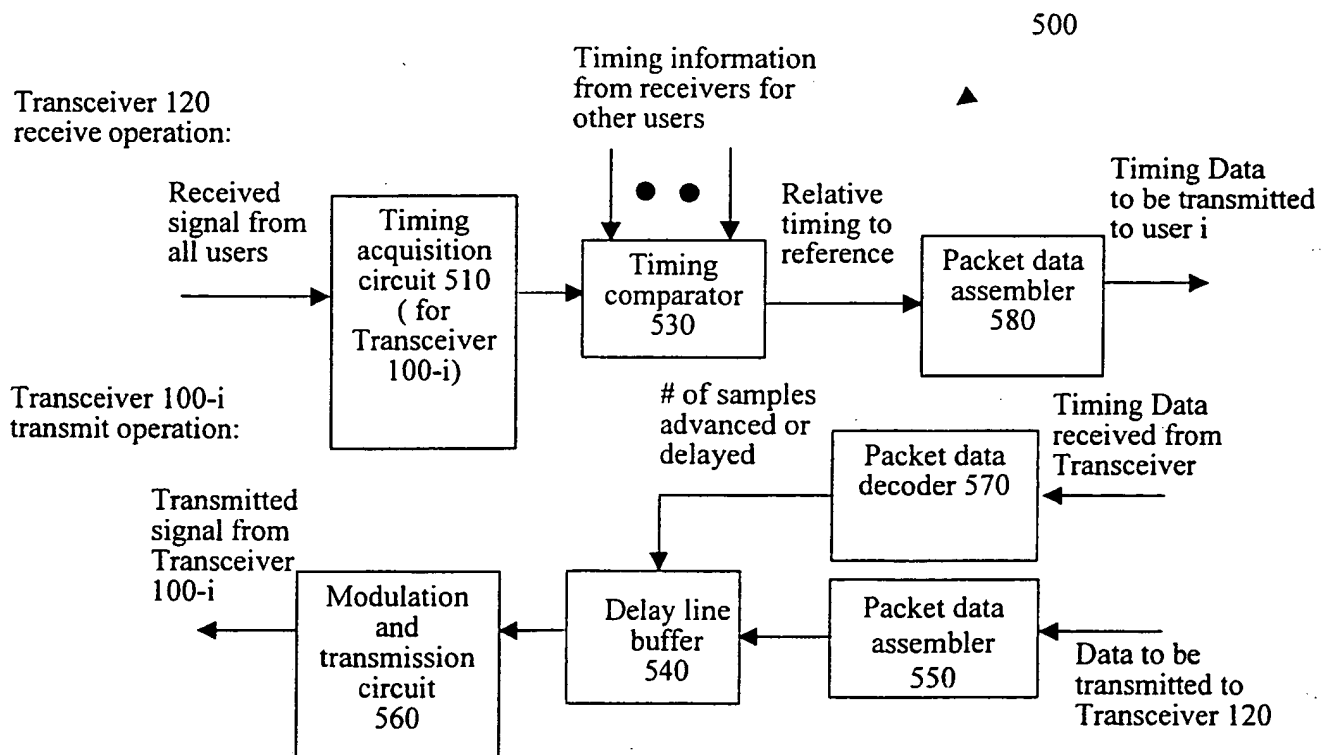 500
Timing information
from receivers for
other users
Transceiver 120
receive operation:
Received
signal from
all users
Timing
acquisition
circuit 510
( for
Transceiver
100-i)
Timing
comparator
530
Relative
timing to
reference
Packet data
assembler
580
Timing Data
to be transmitted
to user i
Transceiver 100-i
transmit operation:
# of samples
advanced or
delayed
Packet data
decoder 570
Timing Data
received from
Transceiver
Transmitted
signal from
Transceiver
100-i
Modulation
and
transmission
circuit
560
Delay line
buffer
540
Packet data
assembler
550
Data to be
transmitted to
Transceiver 120